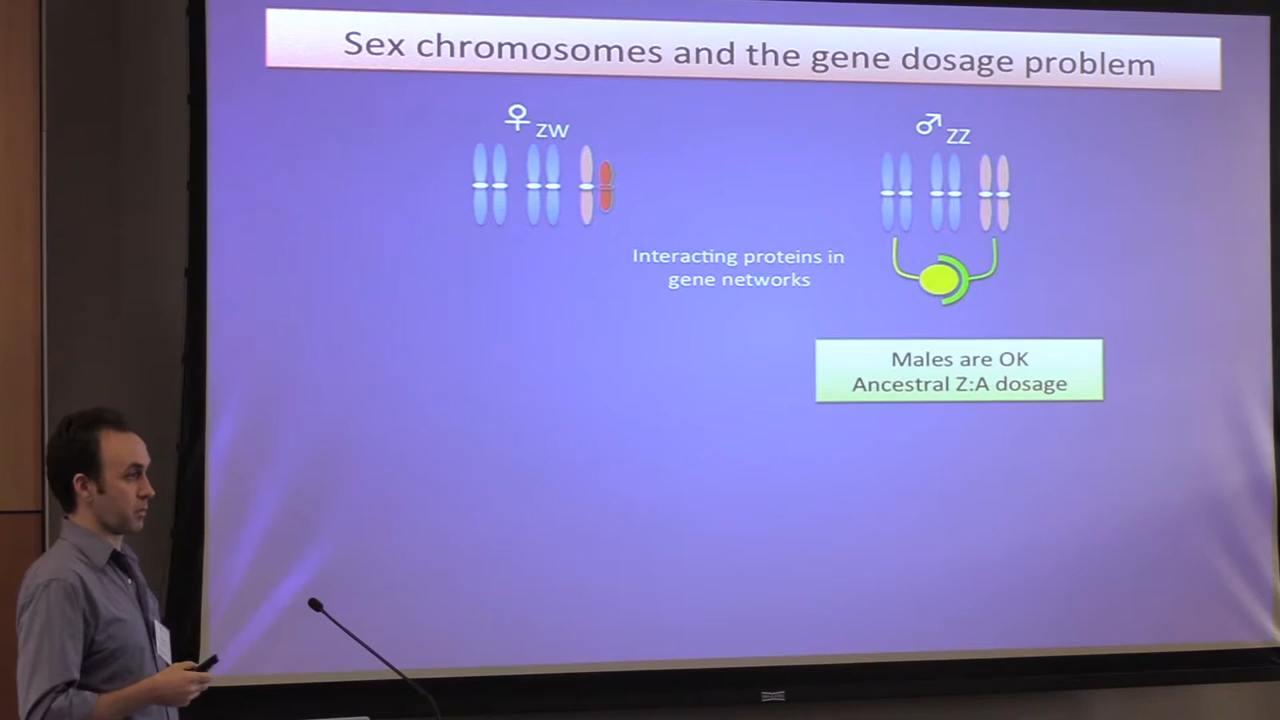 Sex chromosomes and the gene dosage problem
♀ ZW
♂ ZZ
Interacting proteins in
gene networks
Males are OK
Ancestral Z:A dosage